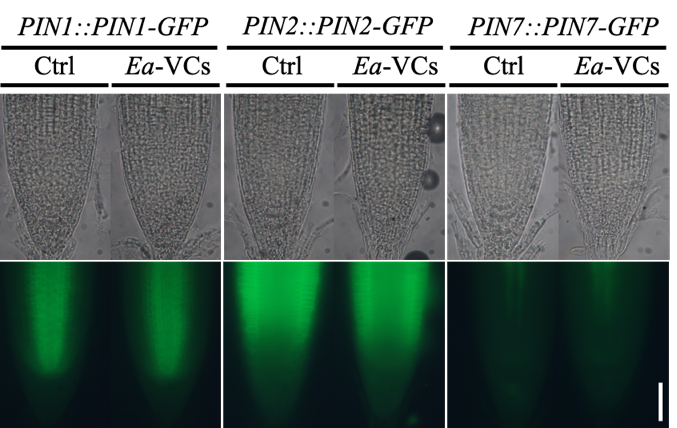 PIN1::PIN1-GFP PIN2::PIN2-GFP PIN7::PIN7-GFP
Ctrl Ea-VCs Ctrl Ea-VCs Ctrl Ea-VCs